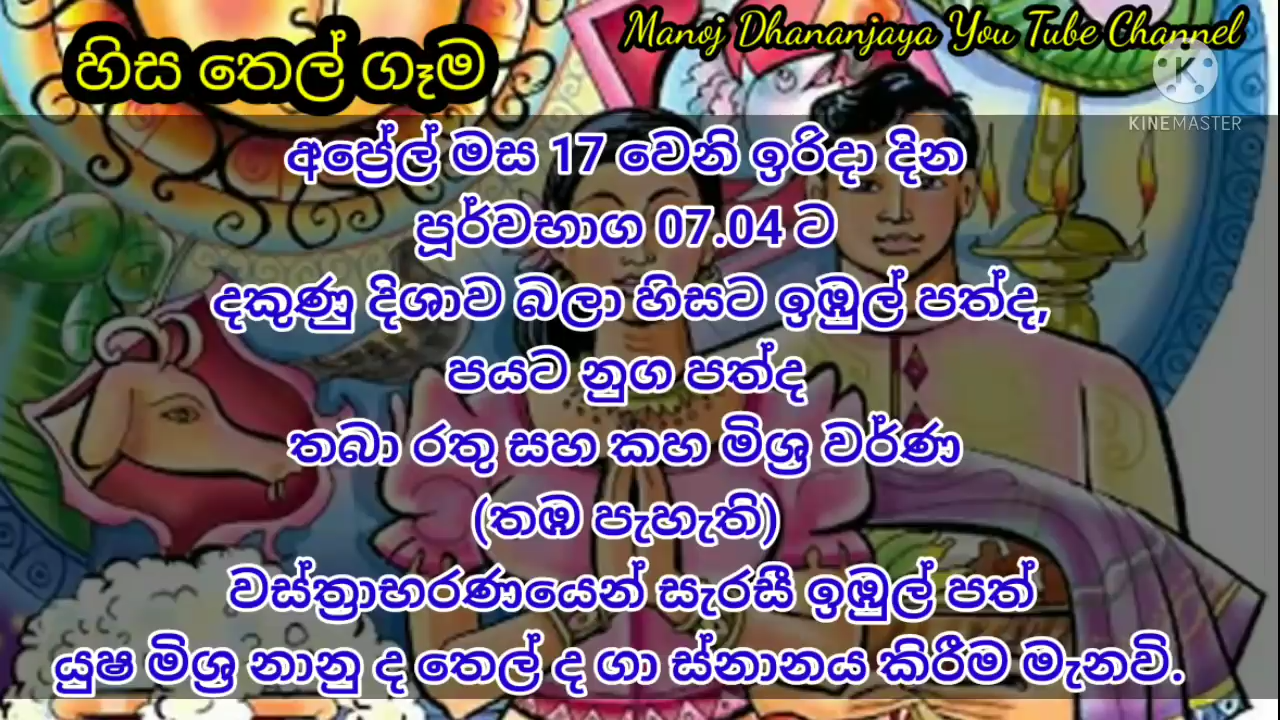 Manoj Dhananjaya You Tube Channel
හිස තෙල් ගෑම
KINEMASTER
අප්‍රේල් මස 17 වෙනි ඉරිදා දින
පූර්වභාග 07.04 ට
දකුණු දිශාව බලා හිසට ඉඹුල් පත්ද,
පයට නුග පත්ද
තබා රතු සහ කහ මිශ්‍ර වර්ණ
(තඹ පැහැති)
වස්ත්‍රාභරණයෙන් සැරසී ඉඹුල් පත්
යුෂ මිශ්‍ර නානු ද තෙල් ද ගා ස්නානය කිරීම මැනවි.